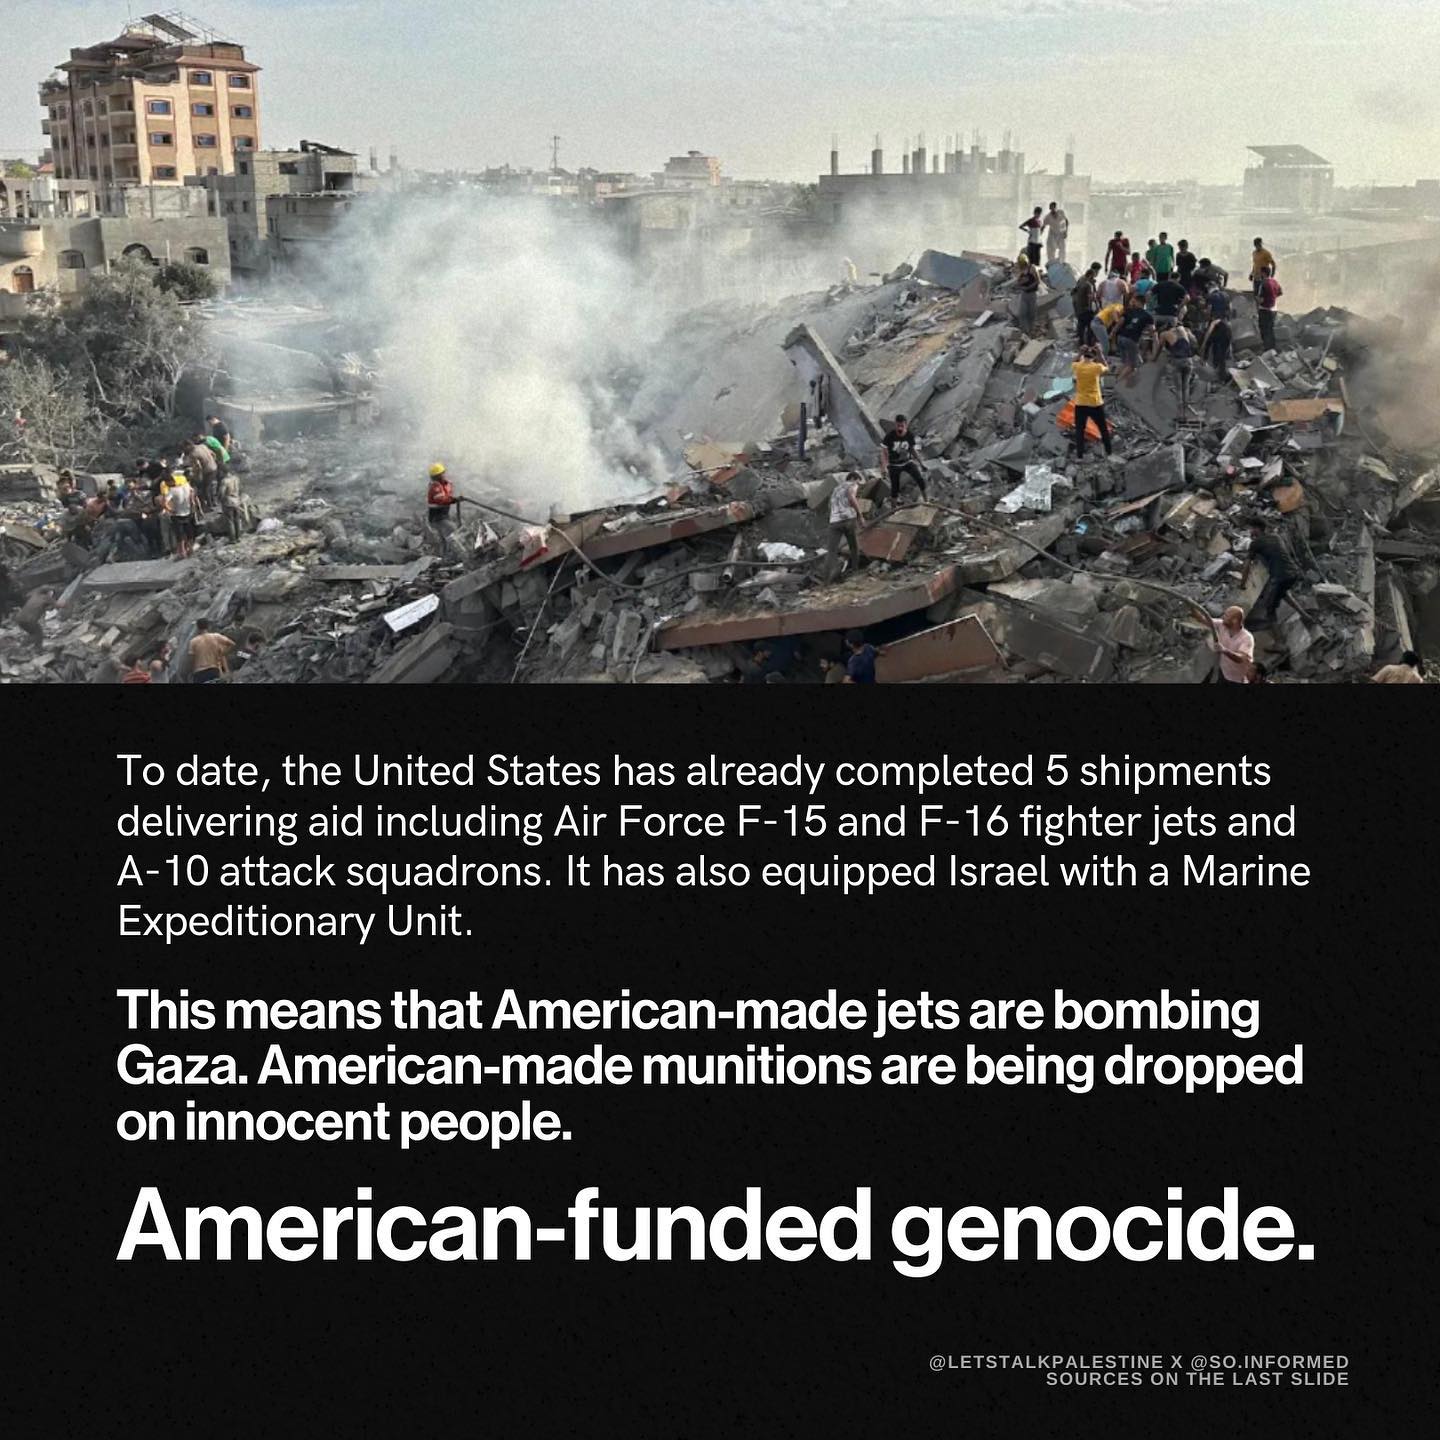 To date, the United States has already completed 5 shipments
delivering aid including Air Force F-15 and F-16 fighter jets and
A-10 attack squadrons. It has also equipped Israel with a Marine
Expeditionary Unit.
This means that American-made jets are bombing
Gaza. American-made munitions are being dropped
on innocent people.
American-funded genocide.
@LETSTALKPALESTINE X @SO.INFORMED
SOURCES ON THE LAST SLIDE